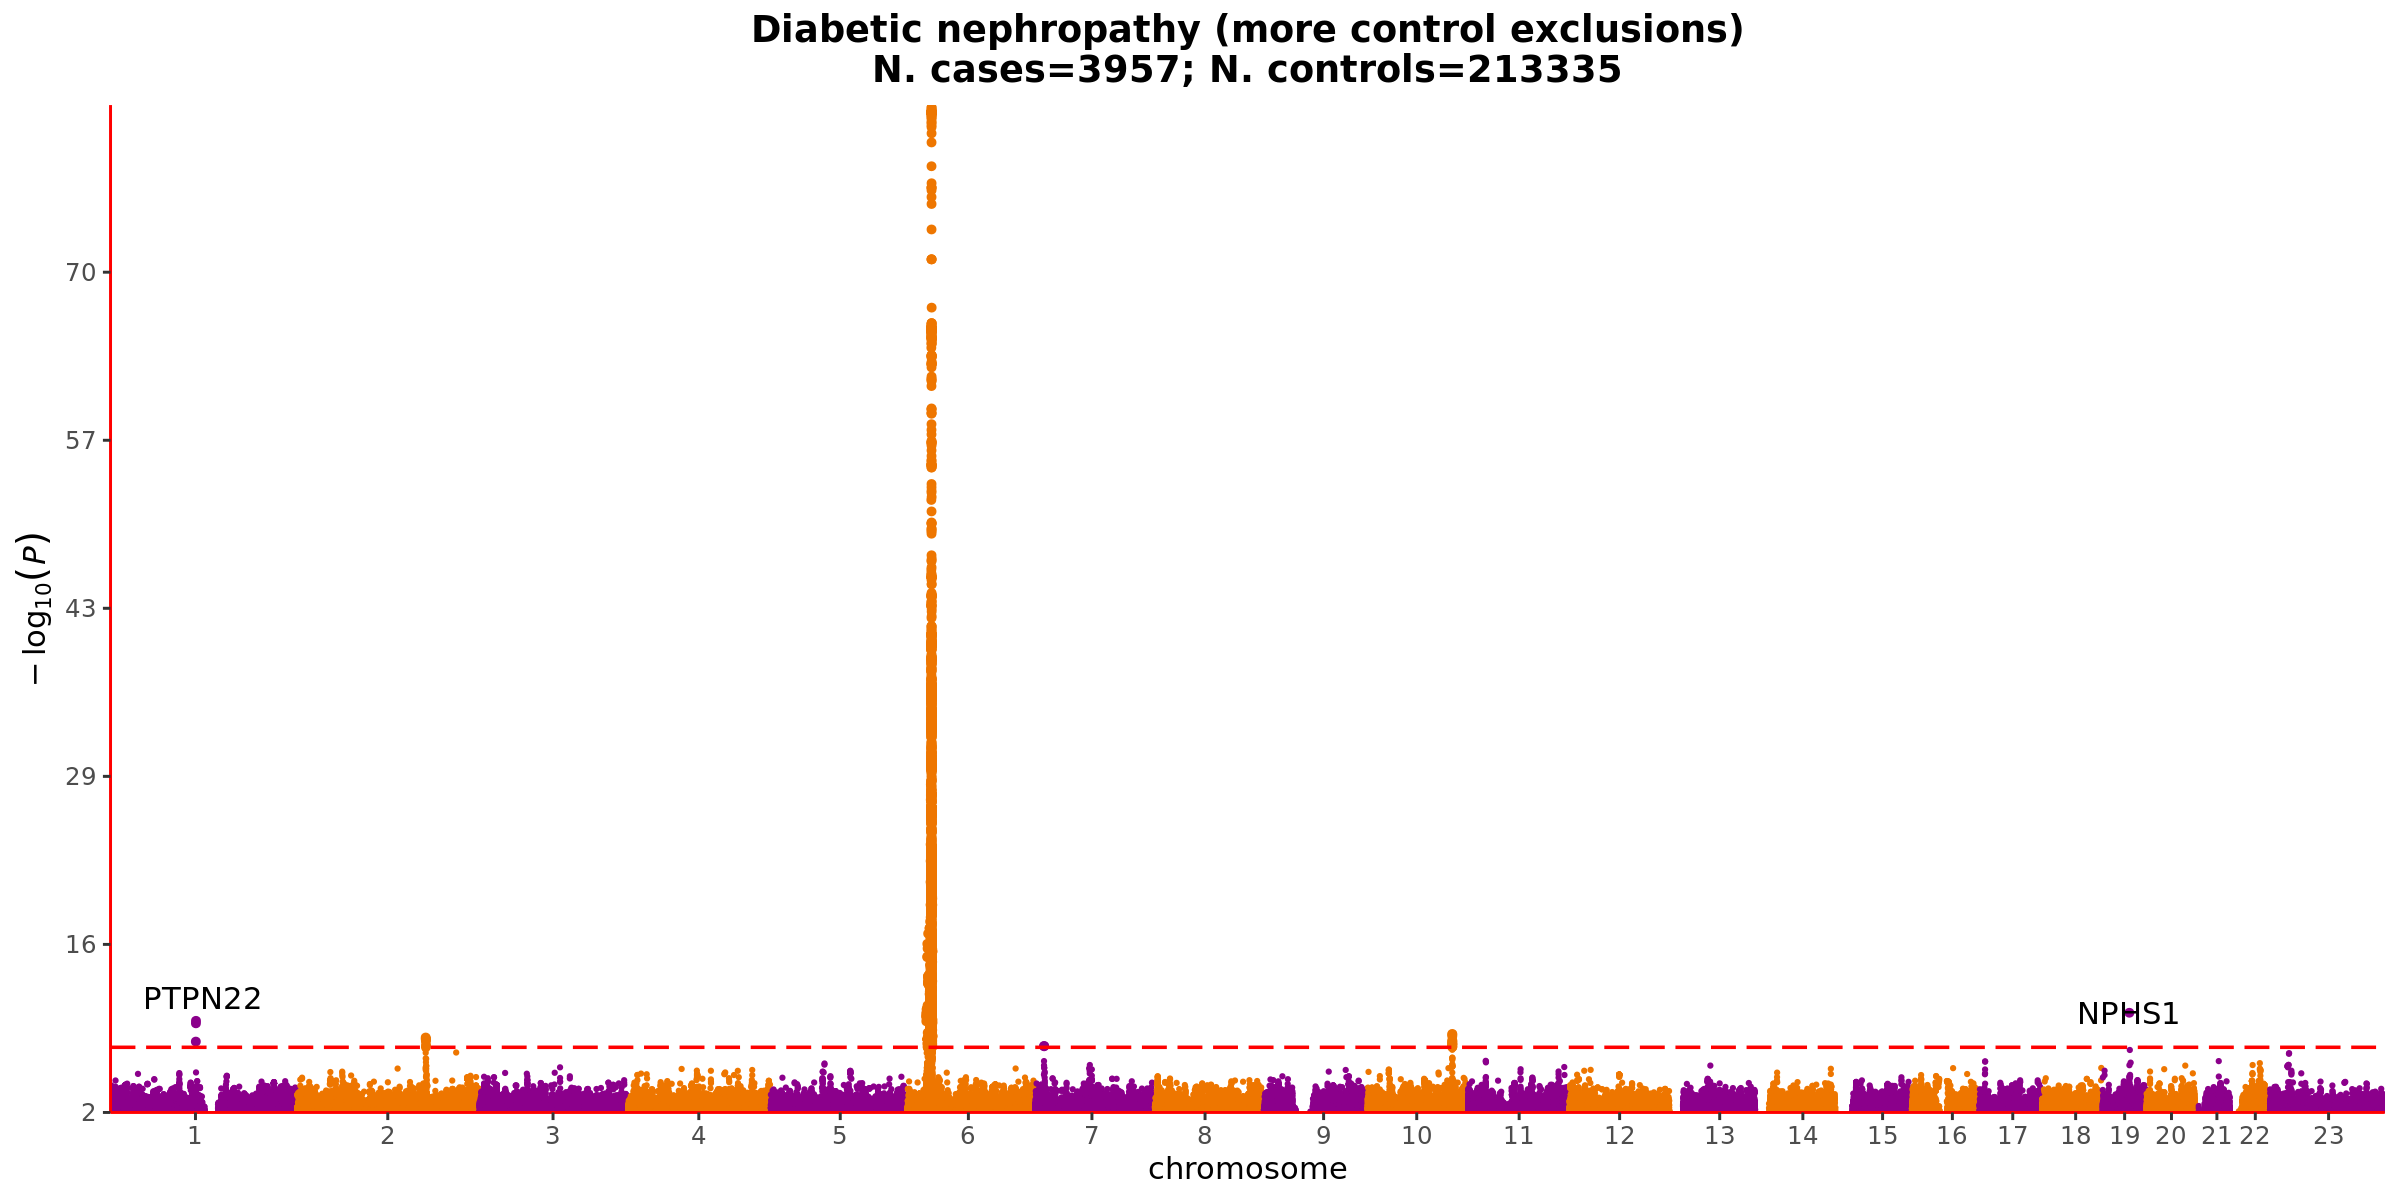 Diabetic nephropathy (more control exclusions)
N. cases=3957; N. controls=213335
−log10(P)
70
57
43
29
16
2
PTPN22
NPHS1
1 2 3 4 5 6 7 8 9 10 11 12 13 14 15 16 17 18 19 20 21 22 23
chromosome